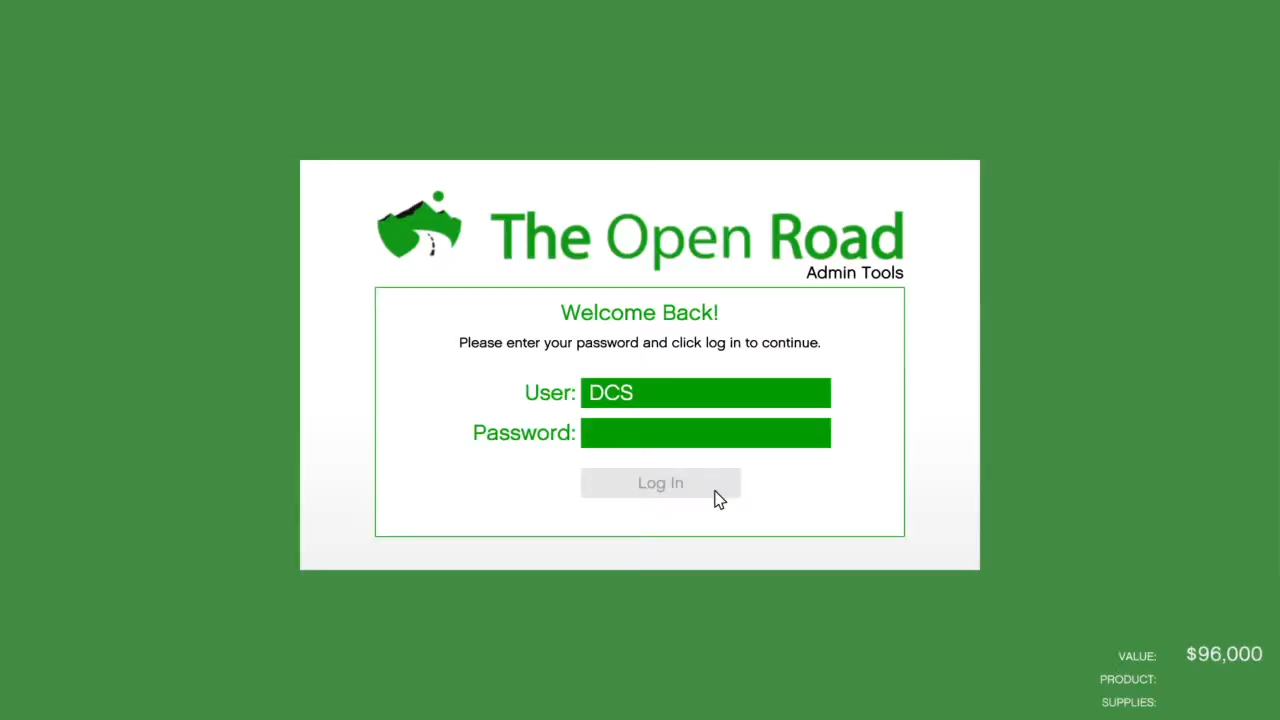 The Open Road
Admin Tools
Welcome Back!
Please enter your password and click log in to continue.
User: DCS
Password:
Log In
VALUE: $96,000
PRODUCT:
SUPPLIES: